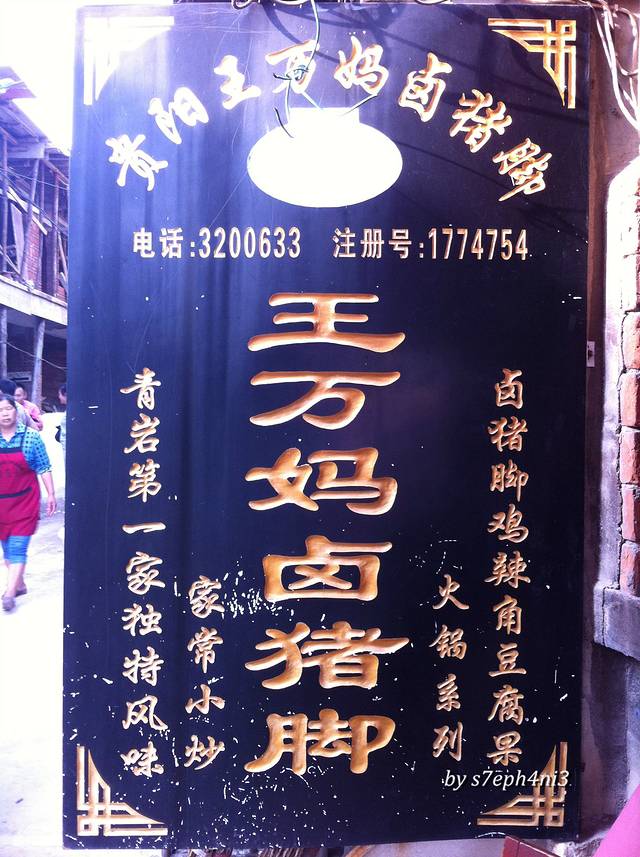 贵阳王万妈卤猪脚
电话:3200633 注册号:1774754
卤猪脚鸡辣角豆腐果
火锅系列
王万妈卤猪脚
家常小炒
青岩第一家独特风味
by s7eph4ni3